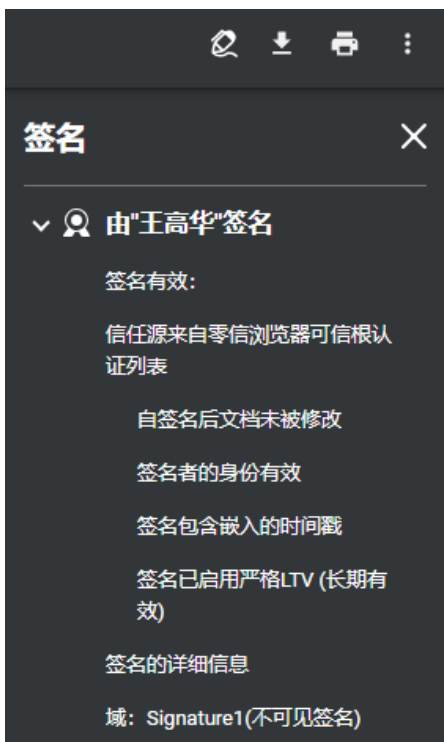 签名
由"王高华"签名
签名有效：
信任源来自零信浏览器可信根认
证列表
自签名后文档未被修改
签名者的身份有效
签名包含嵌入的时间戳
签名已启用严格LTV (长期有
效)
签名的详细信息
域：Signature1(不可见签名)